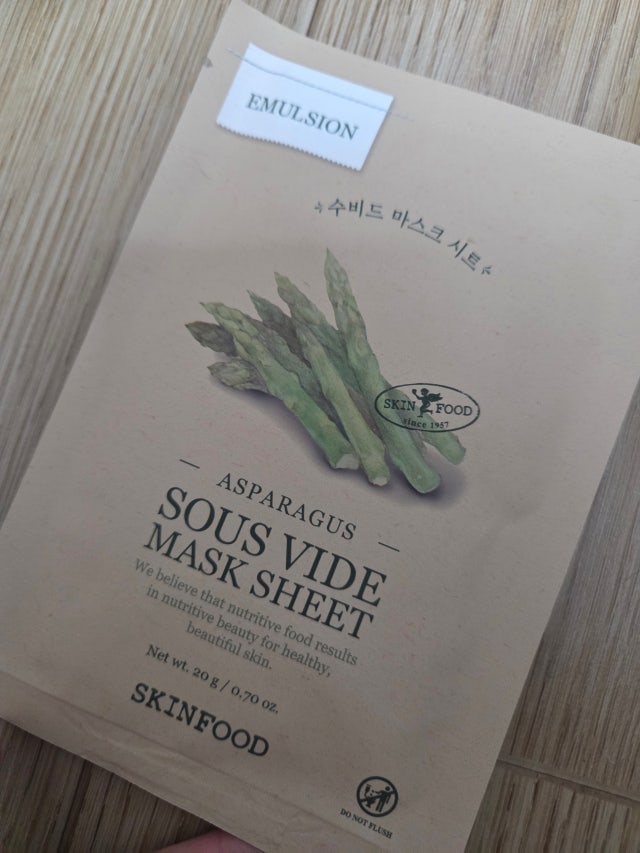 EMULSION
수비드 마스크 시트
SKIN FOOD
since 1957
ASPARAGUS
SOUS VIDE
MASK SHEET
We believe that nutritive food results
in nutritive beauty for healthy,
beautiful skin.
Net wt. 20 g / 0.70 oz.
SKINFOOD
DO NOT FLUSH